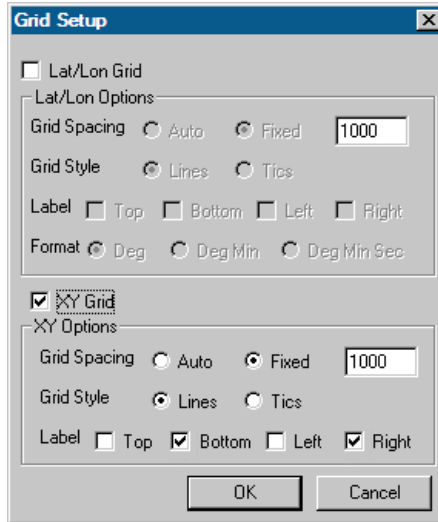 Grid Setup
Lat/Lon Grid
Lat/Lon Options
Grid Spacing Auto Fixed 1000
Grid Style Lines Tics
Label Top Bottom Left Right
Format Deg Deg Min Deg Min Sec
XY Grid
XY Options
Grid Spacing Auto Fixed 1000
Grid Style Lines Tics
Label Top Bottom Left Right
OK Cancel